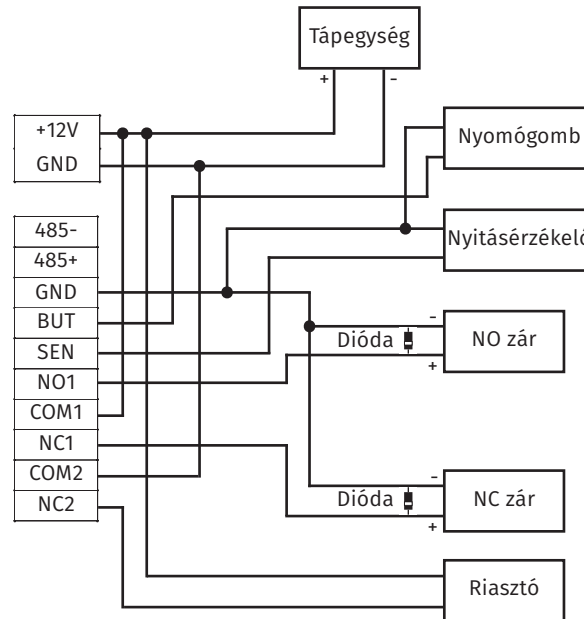 Tápegység
+ -
+12V
GND
Nyomógomb
485-
485+
GND
BUT
SEN
NO1
COM1
NC1
COM2
NC2
Nyitásérzékelő
-
Dióda
NO zár
+
-
Dióda
NC zár
+
Riasztó